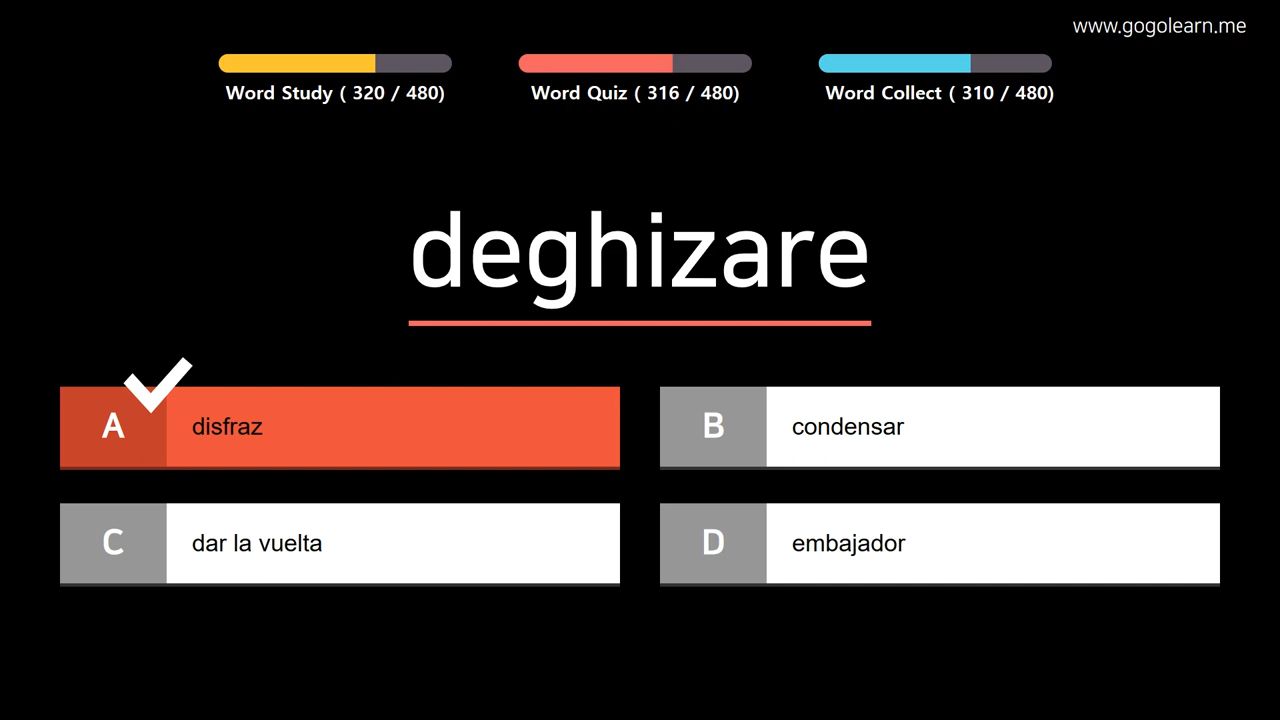 www.gogolearn.me
Word Study ( 320 / 480)
Word Quiz ( 316 / 480)
Word Collect ( 310 / 480)
deghizare
A disfraz
B condensar
C dar la vuelta
D embajador